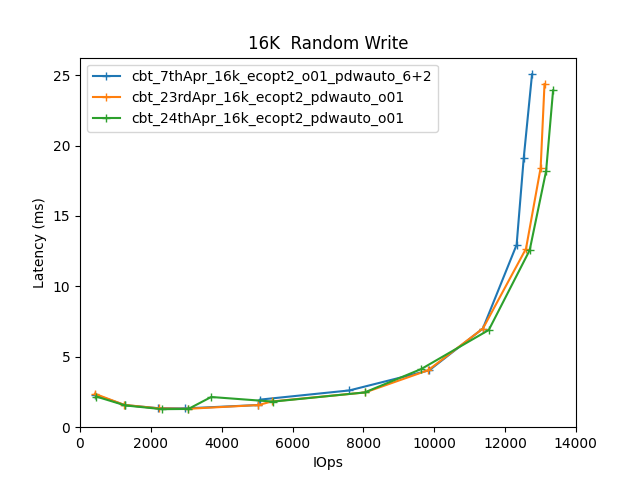 16K  Random Write
cbt_7thApr_16k_ecopt2_o01_pdwauto_6+2
cbt_23rdApr_16k_ecopt2_pdwauto_o01
cbt_24thApr_16k_ecopt2_pdwauto_o01
25
20
15
10
5
0
Latency (ms)
0 2000 4000 6000 8000 10000 12000 14000
IOps